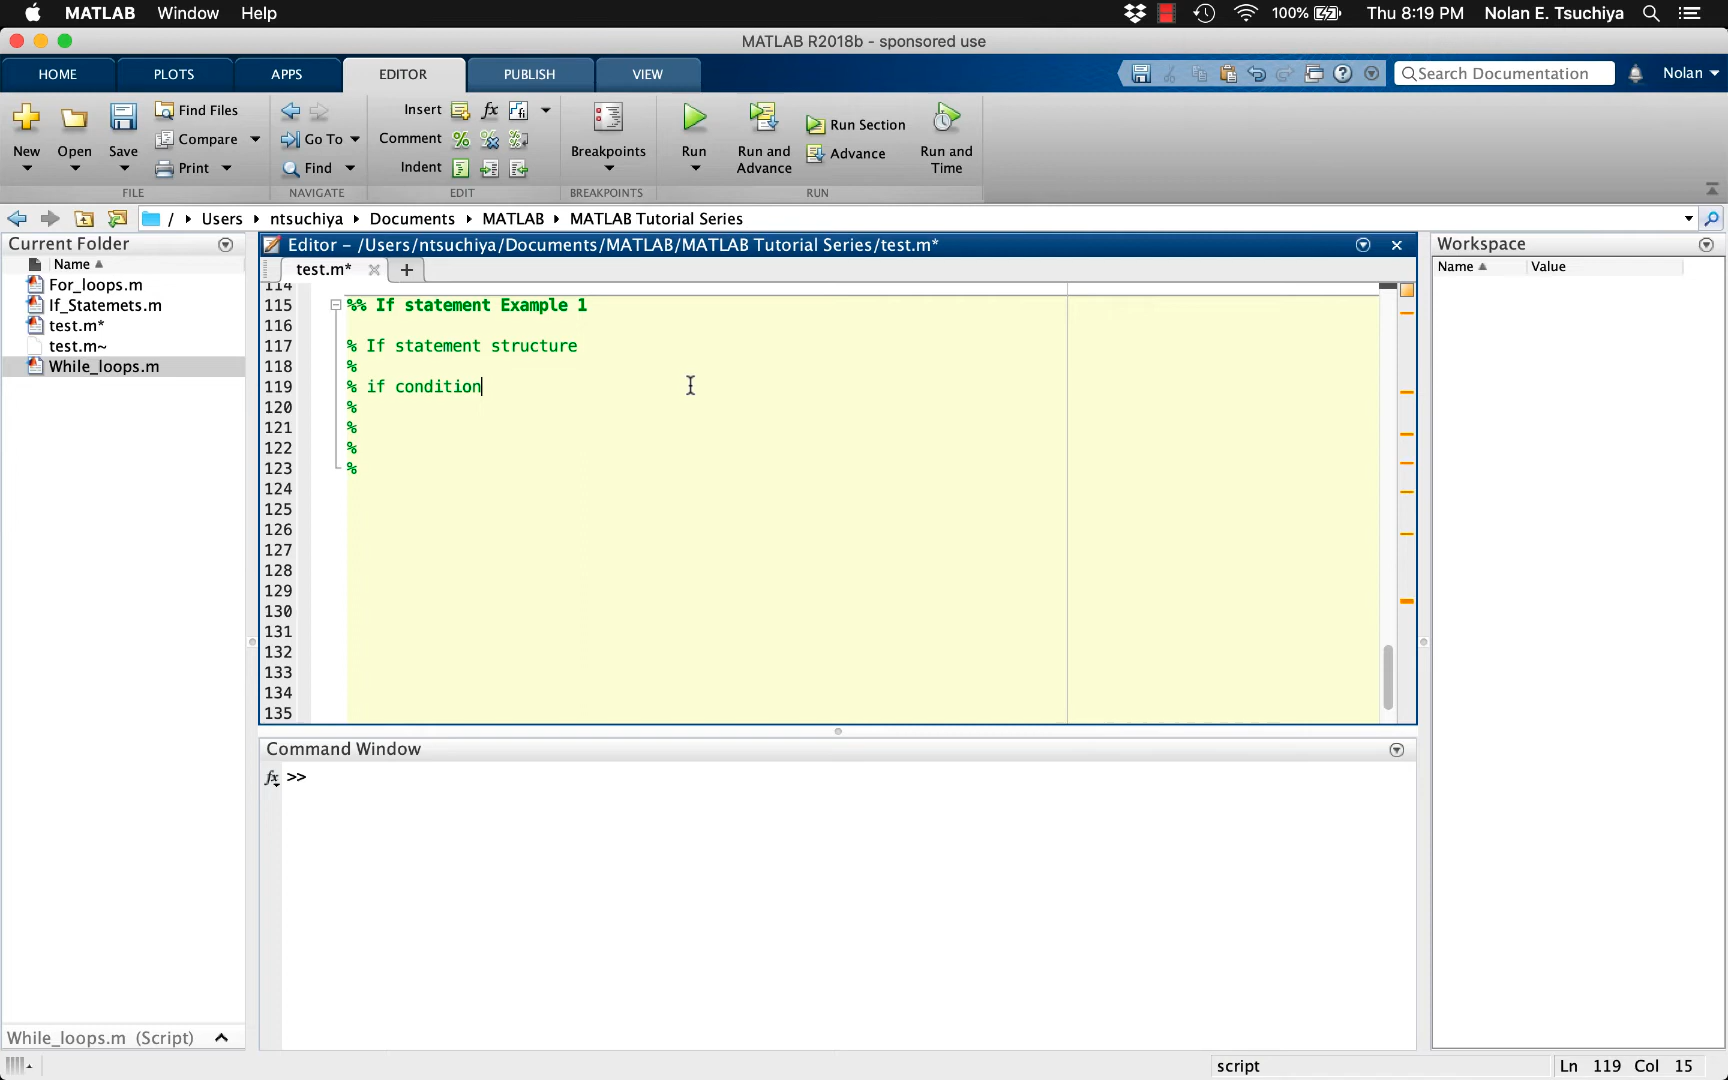 MATLAB Window Help 100% Thu 8:19 PM Nolan E. Tsuchiya
MATLAB R2018b - sponsored use
HOME PLOTS APPS EDITOR PUBLISH VIEW Search Documentation Nolan
New Open Save Find Files Compare Print
FILE
Go To Find
NAVIGATE
Insert fx
Comment
Indent
EDIT
Breakpoints
BREAKPOINTS
Run Run and Advance Run Section Advance Run and Time
RUN
/ Users ntsuchiya Documents MATLAB MATLAB Tutorial Series
Current Folder
Name
For_loops.m
If_Statemets.m
test.m*
test.m~
While_loops.m
While_loops.m (Script)
Editor – /Users/ntsuchiya/Documents/MATLAB/MATLAB Tutorial Series/test.m*
test.m* +
114
115 %% If statement Example 1
116
117 % If statement structure
118 %
119 % if condition
120 %
121 %
122 %
123 %
124
125
126
127
128
129
130
131
132
133
134
135
Command Window
fx >>
Workspace
Name Value
script Ln 119 Col 15